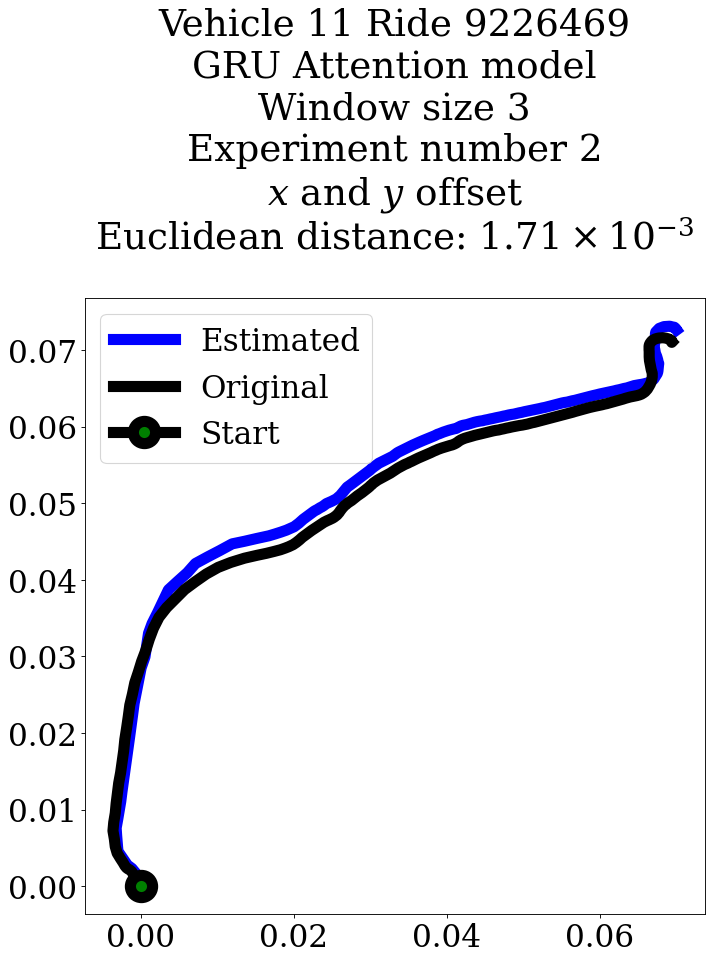 Vehicle 11 Ride 9226469
GRU Attention model
Window size 3
Experiment number 2
x and y offset
Euclidean distance: 1.71 × 10⁻³
Estimated
Original
Start
0.07
0.06
0.05
0.04
0.03
0.02
0.01
0.00
0.00 0.02 0.04 0.06